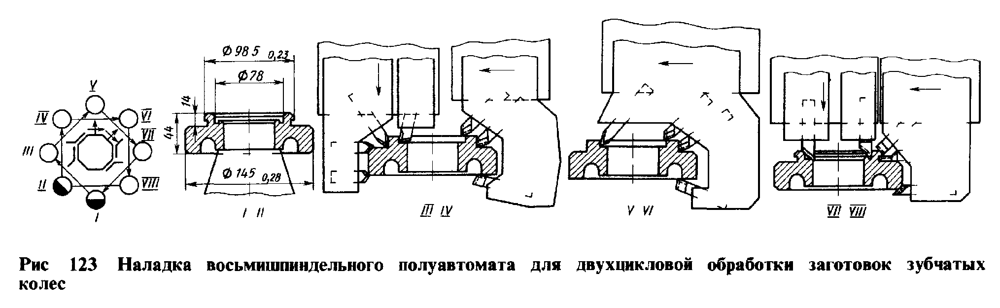 Ø 98 5 0,23
Ø78
14
44
Ø 145 0,28
V
IV
VI
VII
III
II
VIII
I
I II
III IV
V VI
VII VIII
Рис 123 Наладка восьмишпиндельного полуавтомата для двухцикловой обработки заготовок зубчатых
колес